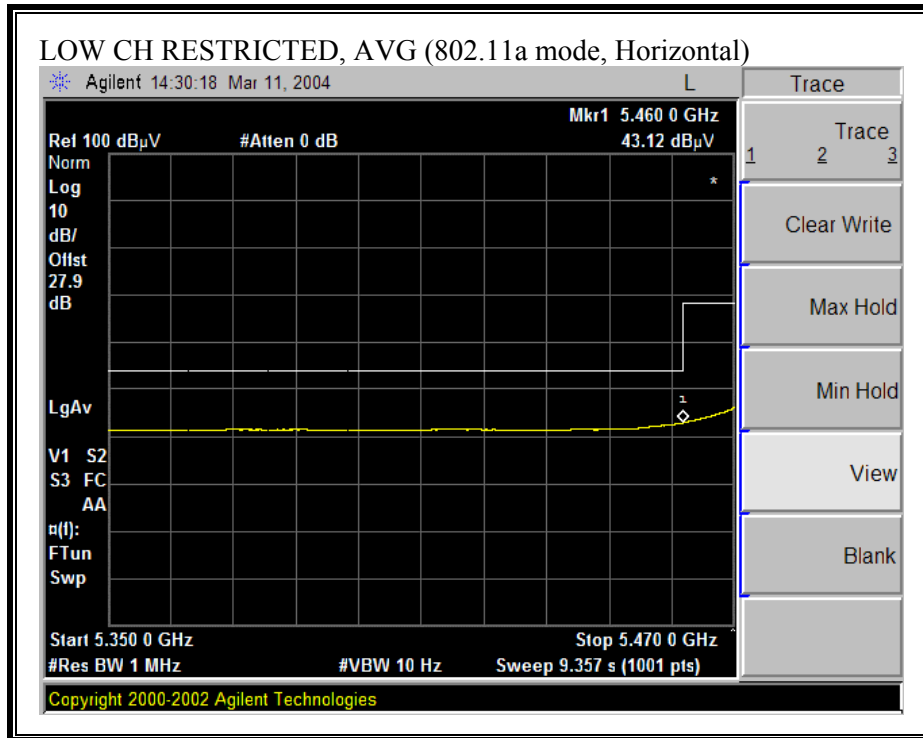 LOW CH RESTRICTED, AVG (802.11a mode, Horizontal)
Agilent 14:30:18 Mar 11, 2004 L
Mkr1 5.460 0 GHz
Ref 100 dBµV #Atten 0 dB 43.12 dBµV
Norm
Log
10
dB/
Offst
27.9
dB
LgAv
V1 S2
S3 FC
AA
¤(f):
FTun
Swp
*
1
Start 5.350 0 GHz Stop 5.470 0 GHz ^
#Res BW 1 MHz #VBW 10 Hz Sweep 9.357 s (1001 pts)
Copyright 2000-2002 Agilent Technologies
Trace
Trace
1 2 3
Clear Write
Max Hold
Min Hold
View
Blank